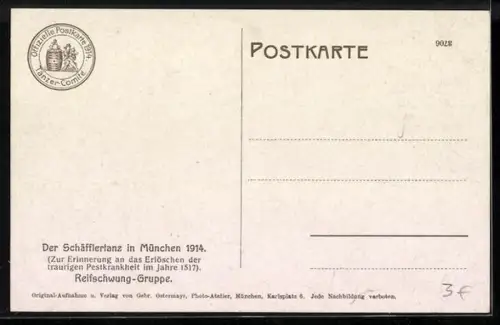 Offizielle Postkarte 1914
Tänzer-Comité
POSTKARTE
9028
Der Schäfflertanz in München 1914.
(Zur Erinnerung an das Erlöschen der
traurigen Pestkrankheit im Jahre 1517).
Reifschwung-Gruppe.
Original-Aufnahme u. Verlag von Gebr. Ostermayr, Photo-Atelier, München, Karlsplatz 6. Jede Nachbildung verboten.
3€